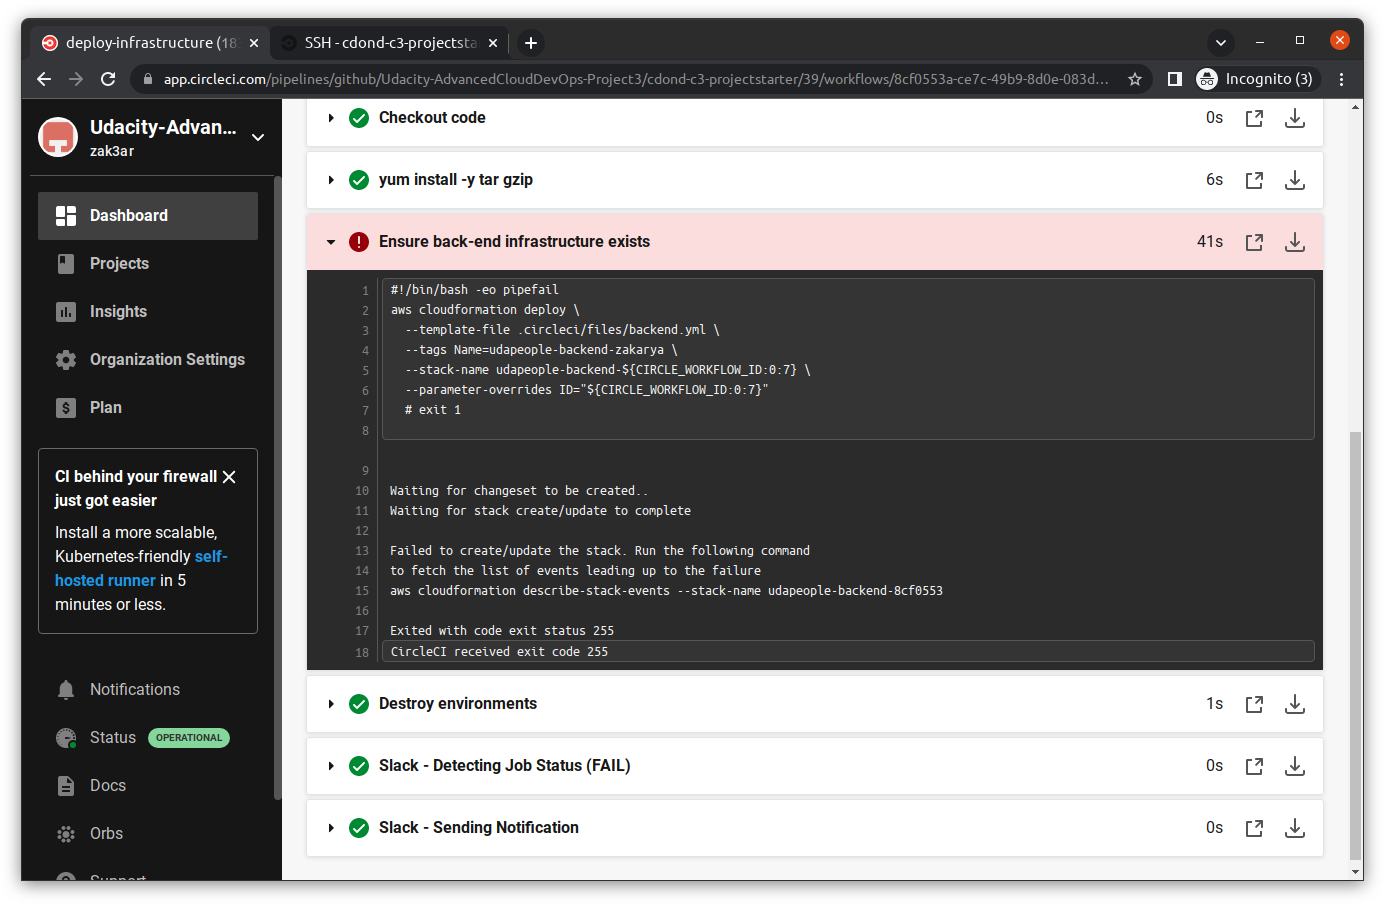 deploy-infrastructure (18
SSH - cdond-c3-projectsta
app.circleci.com/pipelines/github/Udacity-AdvancedCloudDevOps-Project3/cdond-c3-projectstarter/39/workflows/8cf0553a-ce7c-49b9-8d0e-083d...
Incognito (3)
Udacity-Advan...
zak3ar
Dashboard
Projects
Insights
Organization Settings
Plan
CI behind your firewall
just got easier
Install a more scalable,
Kubernetes-friendly self-
hosted runner in 5
minutes or less.
Notifications
Status OPERATIONAL
Docs
Orbs
Support
Checkout code 0s
yum install -y tar gzip 6s
Ensure back-end infrastructure exists 41s
1 #!/bin/bash -eo pipefail
2 aws cloudformation deploy \
3 --template-file .circleci/files/backend.yml \
4 --tags Name=udapeople-backend-zakarya \
5 --stack-name udapeople-backend-${CIRCLE_WORKFLOW_ID:0:7} \
6 --parameter-overrides ID="${CIRCLE_WORKFLOW_ID:0:7}"
7 # exit 1
8
9
10 Waiting for changeset to be created..
11 Waiting for stack create/update to complete
12
13 Failed to create/update the stack. Run the following command
14 to fetch the list of events leading up to the failure
15 aws cloudformation describe-stack-events --stack-name udapeople-backend-8cf0553
16
17 Exited with code exit status 255
18 CircleCI received exit code 255
Destroy environments 1s
Slack - Detecting Job Status (FAIL) 0s
Slack - Sending Notification 0s